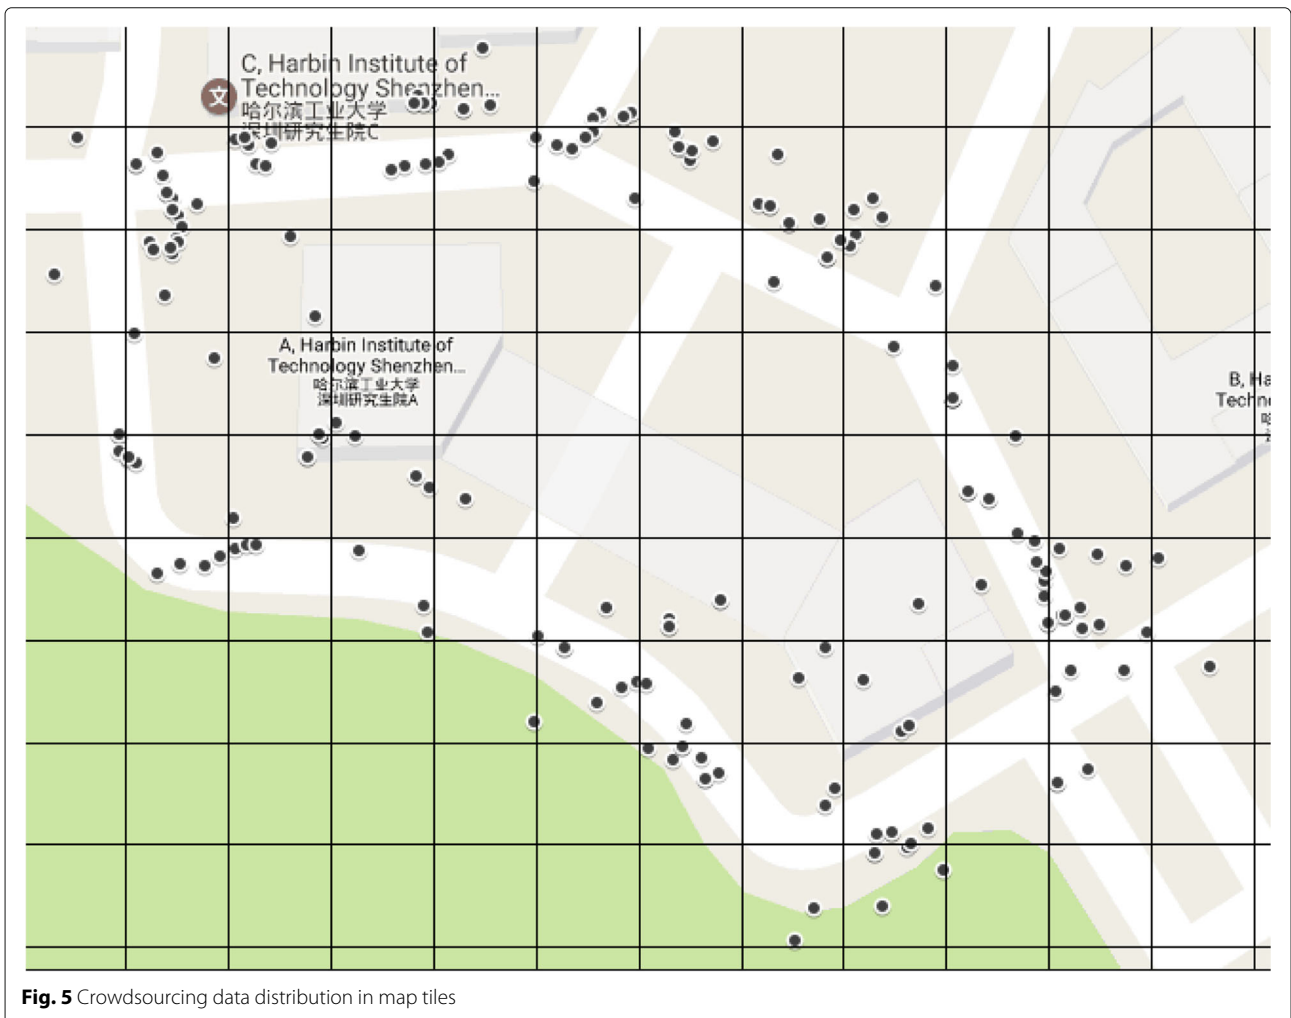 C, Harbin Institute of
Technology Shenzhen...
文
哈尔滨工业大学
深圳研究生院C
A, Harbin Institute of
Technology Shenzhen...
哈尔滨工业大学
深圳研究生院A
B, Ha
Techn
Fig. 5 Crowdsourcing data distribution in map tiles